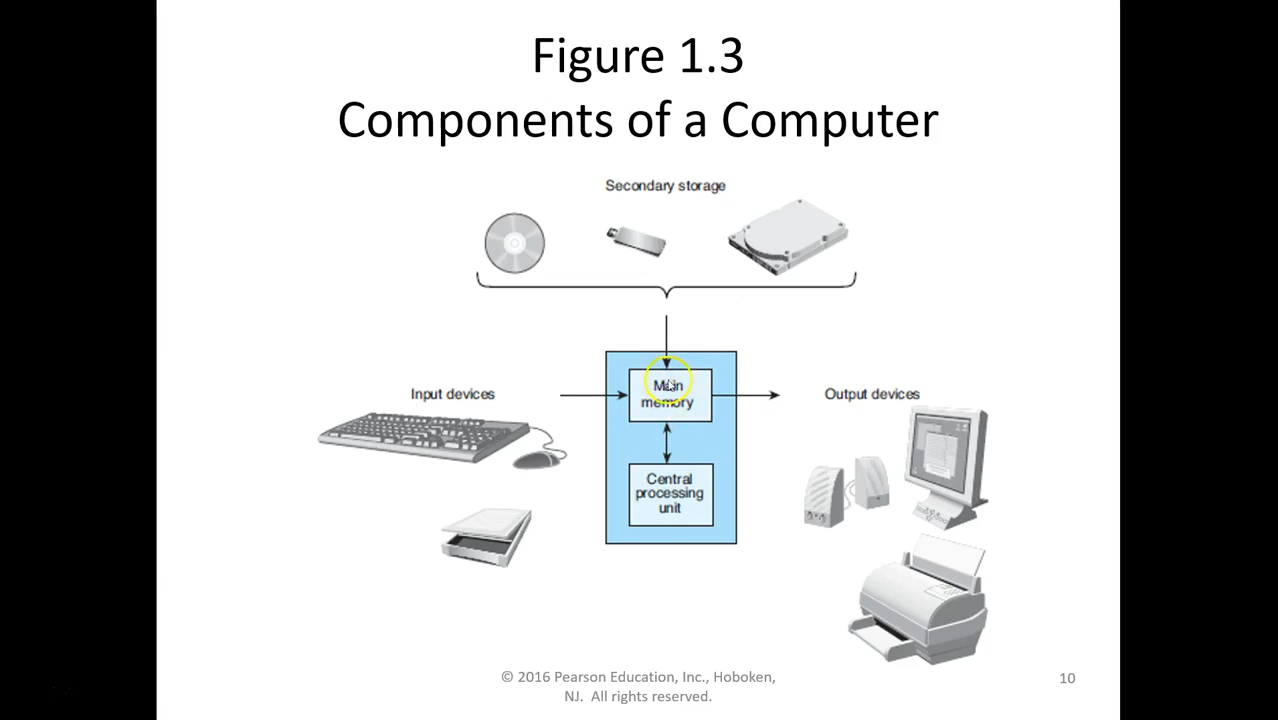 Figure 1.3
Components of a Computer
Secondary storage
Input devices
Main
memory
Output devices
Central
processing
unit
© 2016 Pearson Education, Inc., Hoboken,
NJ.  All rights reserved.
10